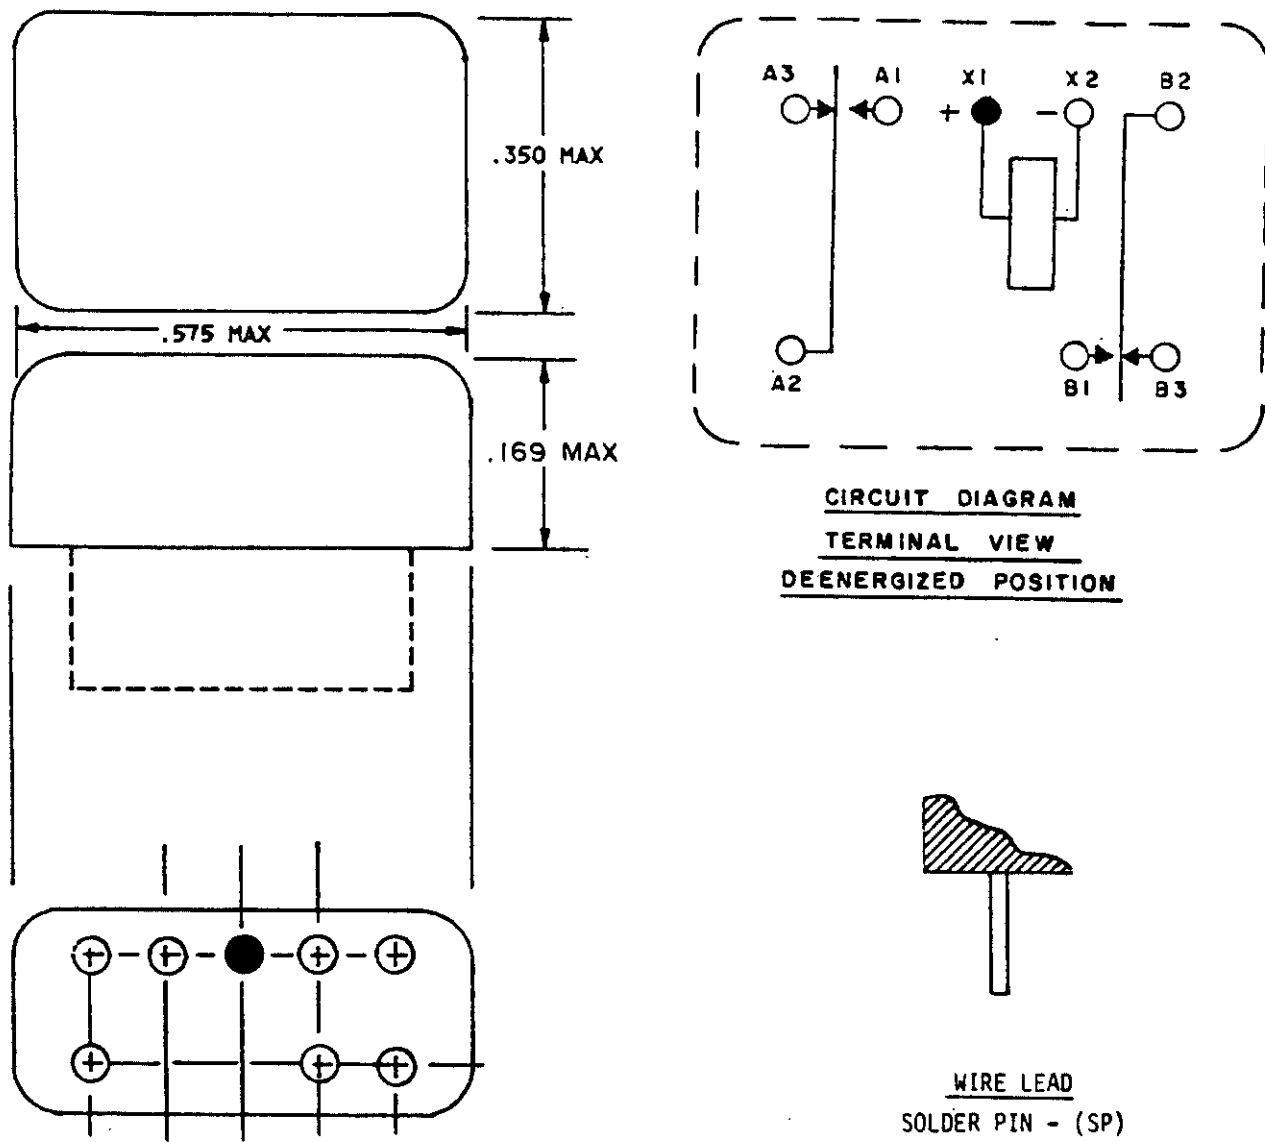 .350 MAX
.575 MAX
.169 MAX
A3 A1 X1 X2 B2
+ -
A2 B1 B3
CIRCUIT DIAGRAM
TERMINAL VIEW
DEENERGIZED POSITION
WIRE LEAD
SOLDER PIN - (SP)